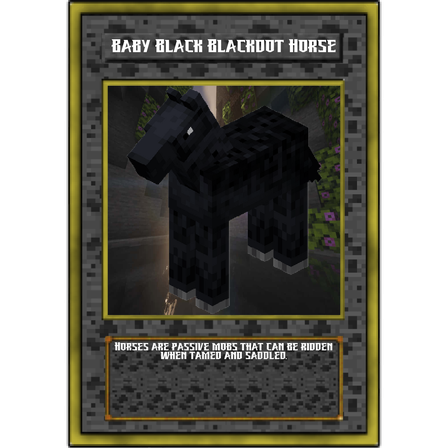 Baby Black Blackdot Horse
Horses are passive mobs that can be ridden
when tamed and saddled.